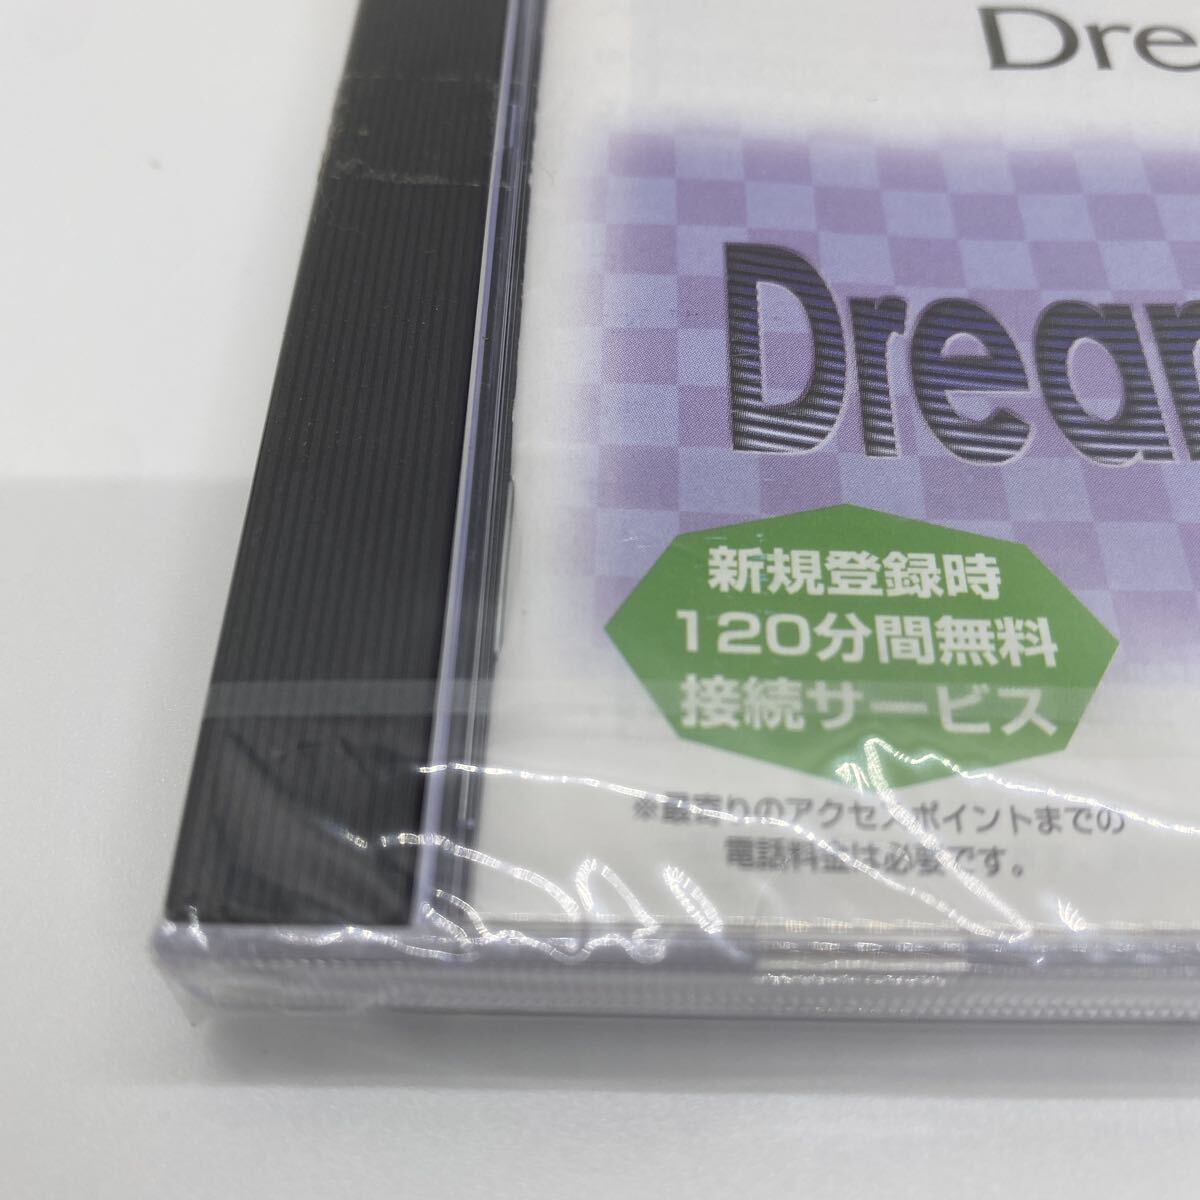 Dre
Drea
新規登録時
120分間無料
接続サービス
※最寄りのアクセスポイントまでの
電話料金は必要です。